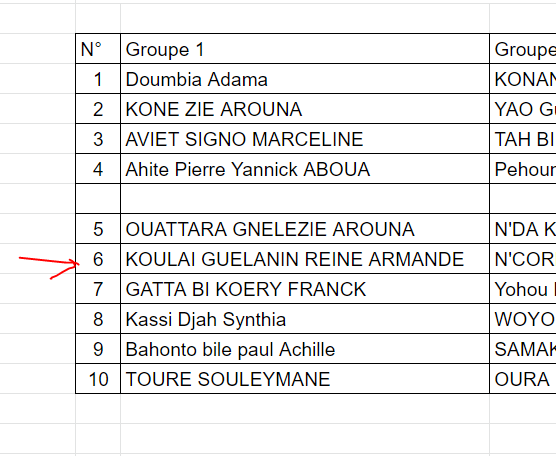 N° Groupe 1 Groupe
1 Doumbia Adama KONAN
2 KONE ZIE AROUNA YAO
3 AVIET SIGNO MARCELINE TAH BI
4 Ahite Pierre Yannick ABOUA
5 OUATTARA GNELEZIE AROUNA N'DA
6 KOULAI GUELANIN REINE ARMANDE N'COR
7 GATTA BI KOERY FRANCK Yohou
8 Kassi Djah Synthia WOYO
9 Bahonto bile paul Achille SAMAK
10 TOURE SOULEYMANE OURA